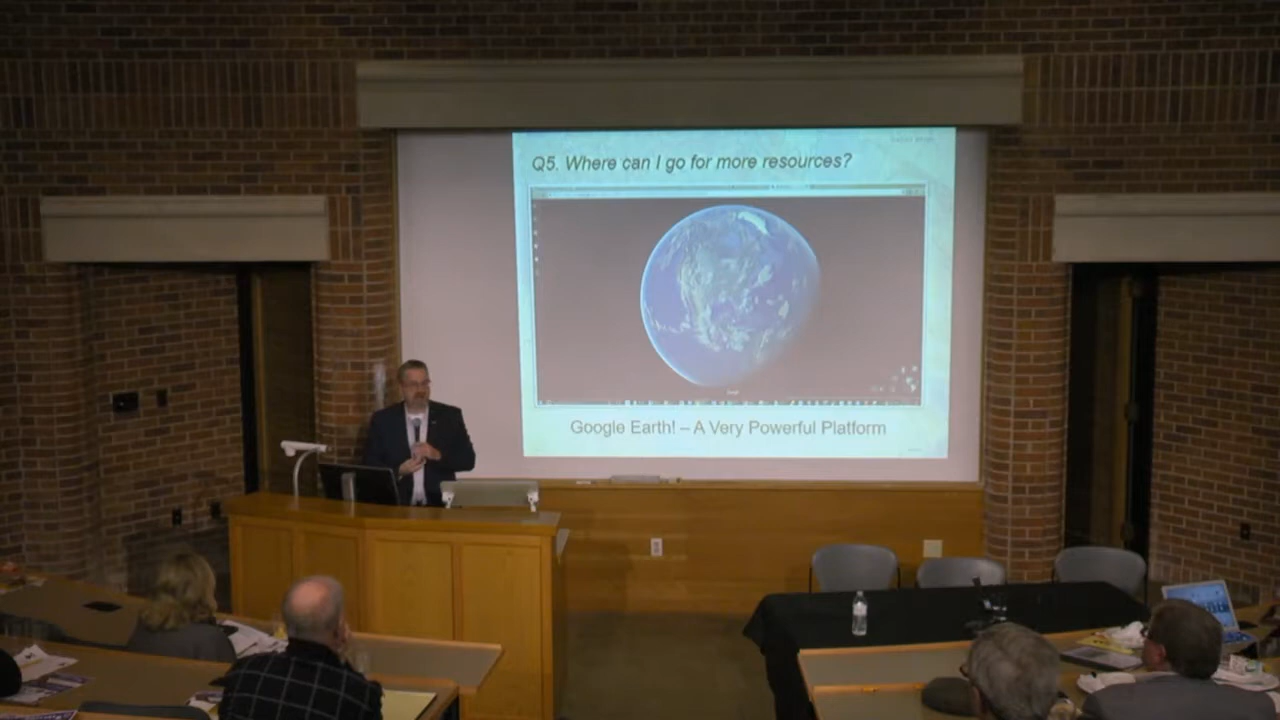 Q5. Where can I go for more resources?
Google Earth! – A Very Powerful Platform